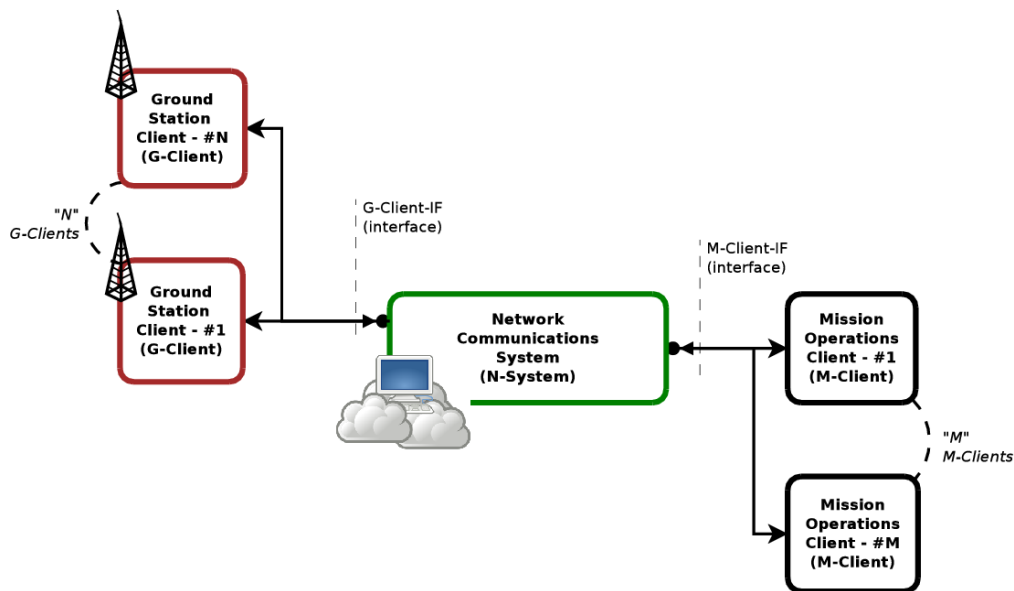 Ground
Station
Client - #N
(G-Client)
"N"
G-Clients
Ground
Station
Client - #1
(G-Client)
G-Client-IF
(interface)
Network
Communications
System
(N-System)
M-Client-IF
(interface)
Mission
Operations
Client - #1
(M-Client)
"M"
M-Clients
Mission
Operations
Client - #M
(M-Client)